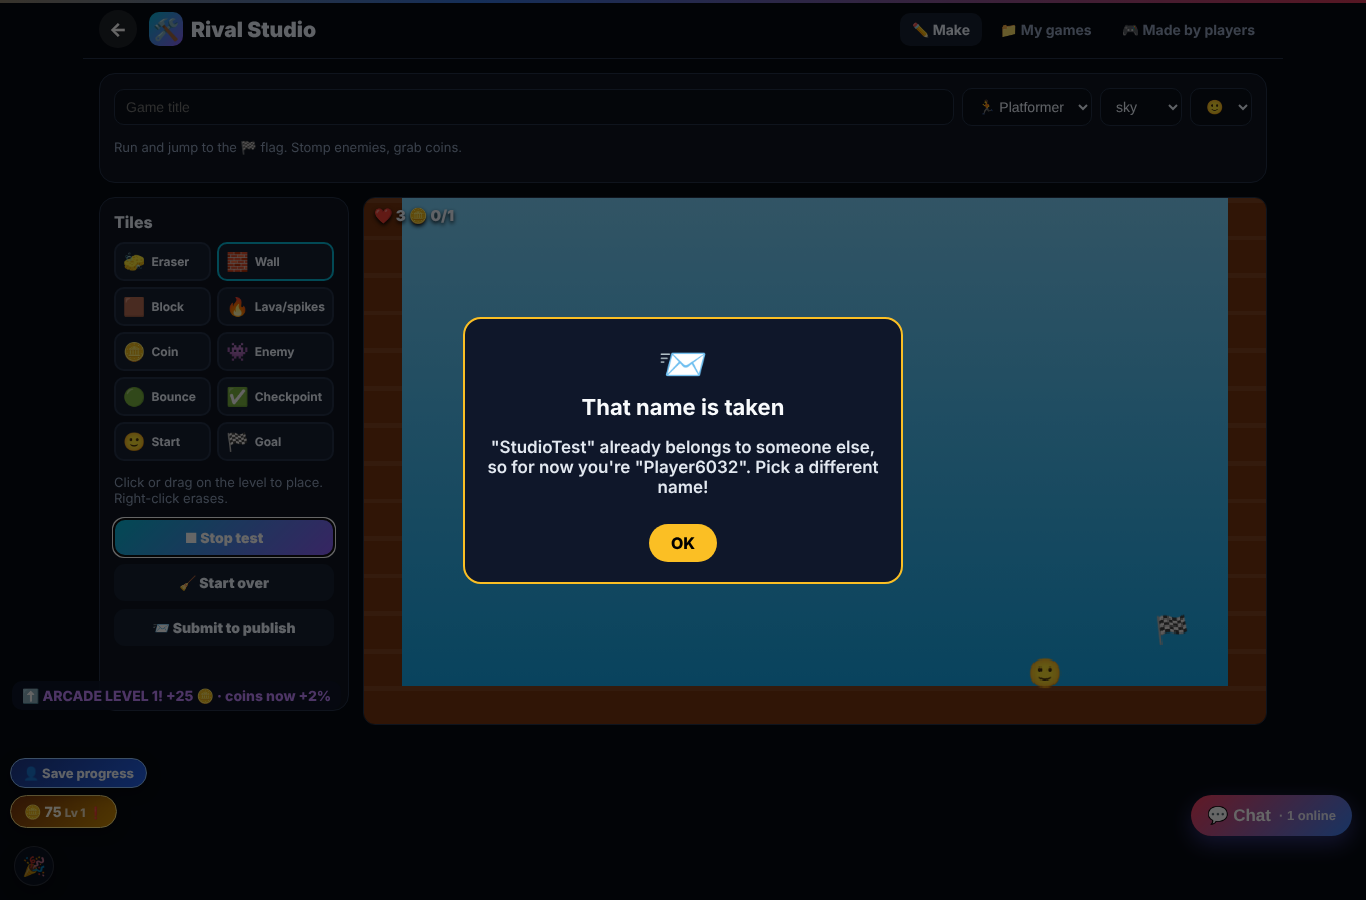 Rival Studio
Make
My games
Made by players
Game title
Platformer
sky
Run and jump to the flag. Stomp enemies, grab coins.
Tiles
3 0/1
Eraser
Wall
Block
Lava/spikes
Coin
Enemy
Bounce
Checkpoint
Start
Goal
Click or drag on the level to place.
Right-click erases.
Stop test
Start over
Submit to publish
That name is taken
"StudioTest" already belongs to someone else,
so for now you're "Player6032". Pick a different
name!
OK
ARCADE LEVEL 1! +25 · coins now +2%
Save progress
75 Lv 1
Chat · 1 online